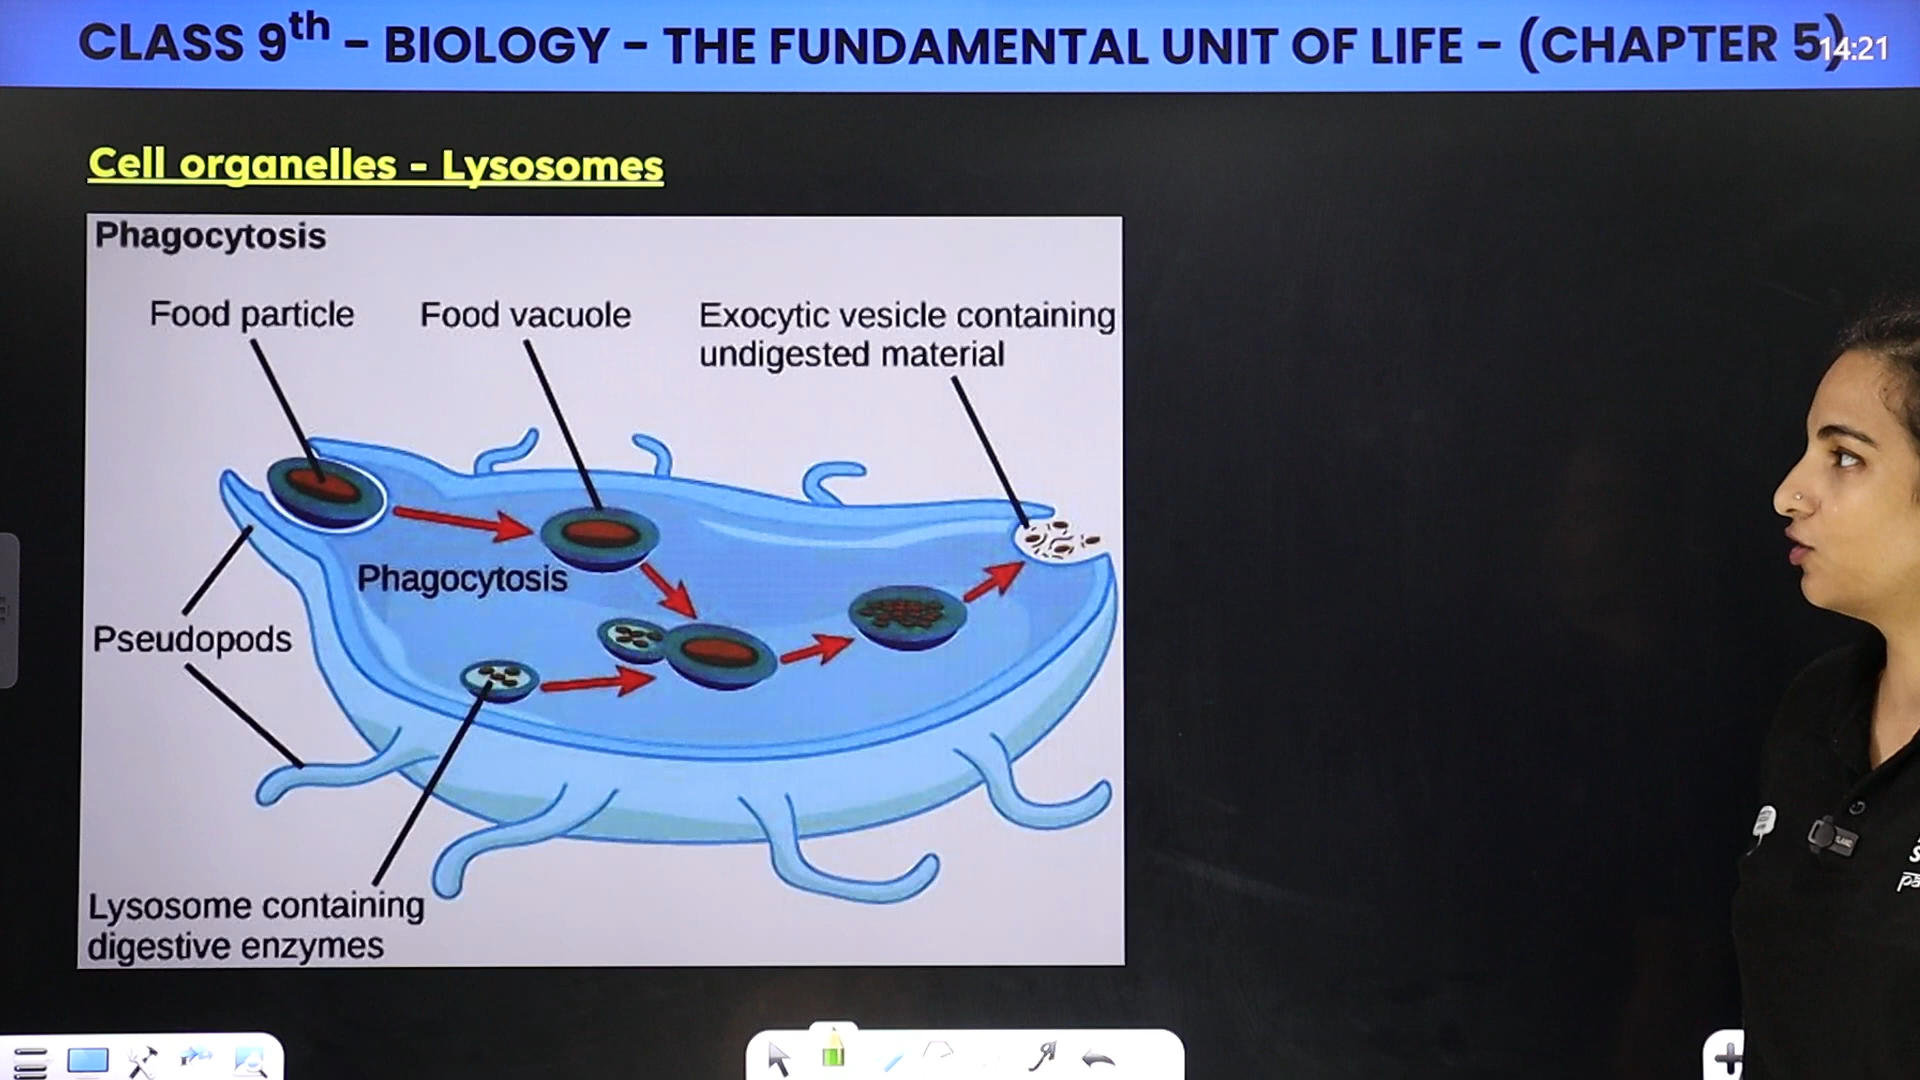 CLASS 9th - BIOLOGY - THE FUNDAMENTAL UNIT OF LIFE - (CHAPTER 5)
14:21
Cell organelles - Lysosomes
Phagocytosis
Food particle
Food vacuole
Exocytic vesicle containing
undigested material
Phagocytosis
Pseudopods
Lysosome containing
digestive enzymes